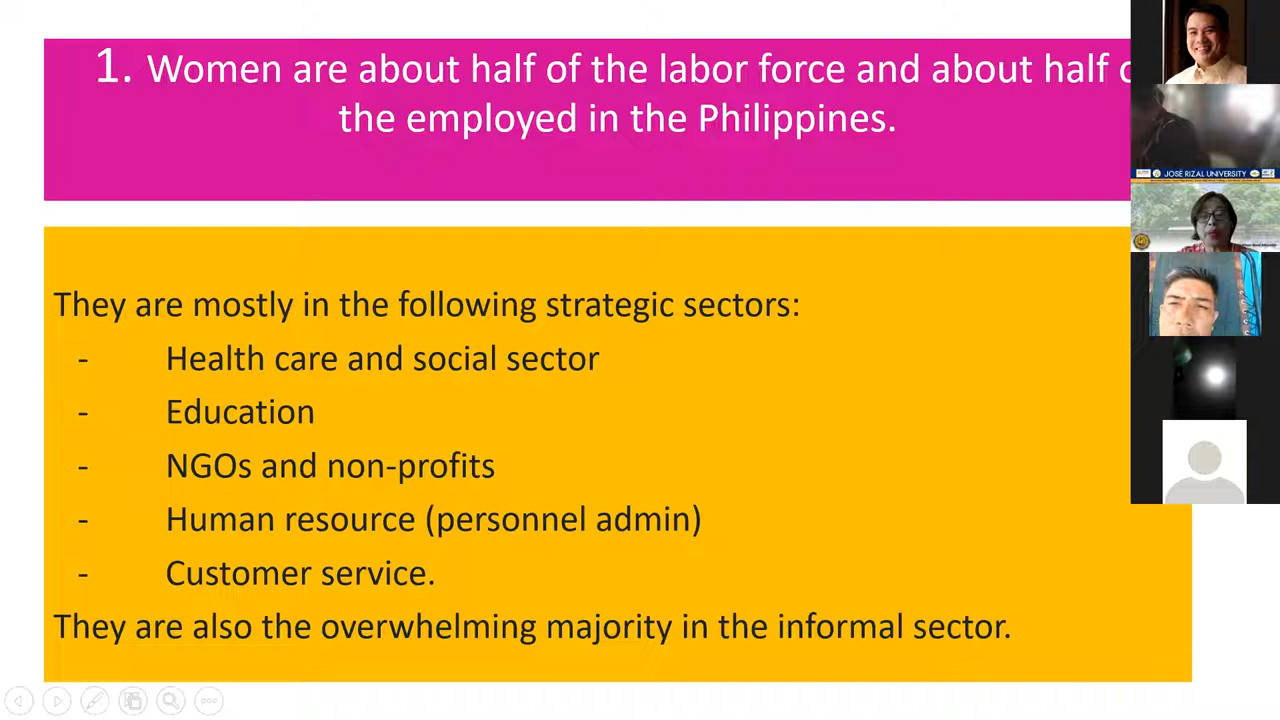 1. Women are about half of the labor force and about half
the employed in the Philippines.
They are mostly in the following strategic sectors:
- Health care and social sector
- Education
- NGOs and non-profits
- Human resource (personnel admin)
- Customer service.
They are also the overwhelming majority in the informal sector.
JOSÉ RIZAL UNIVERSITY